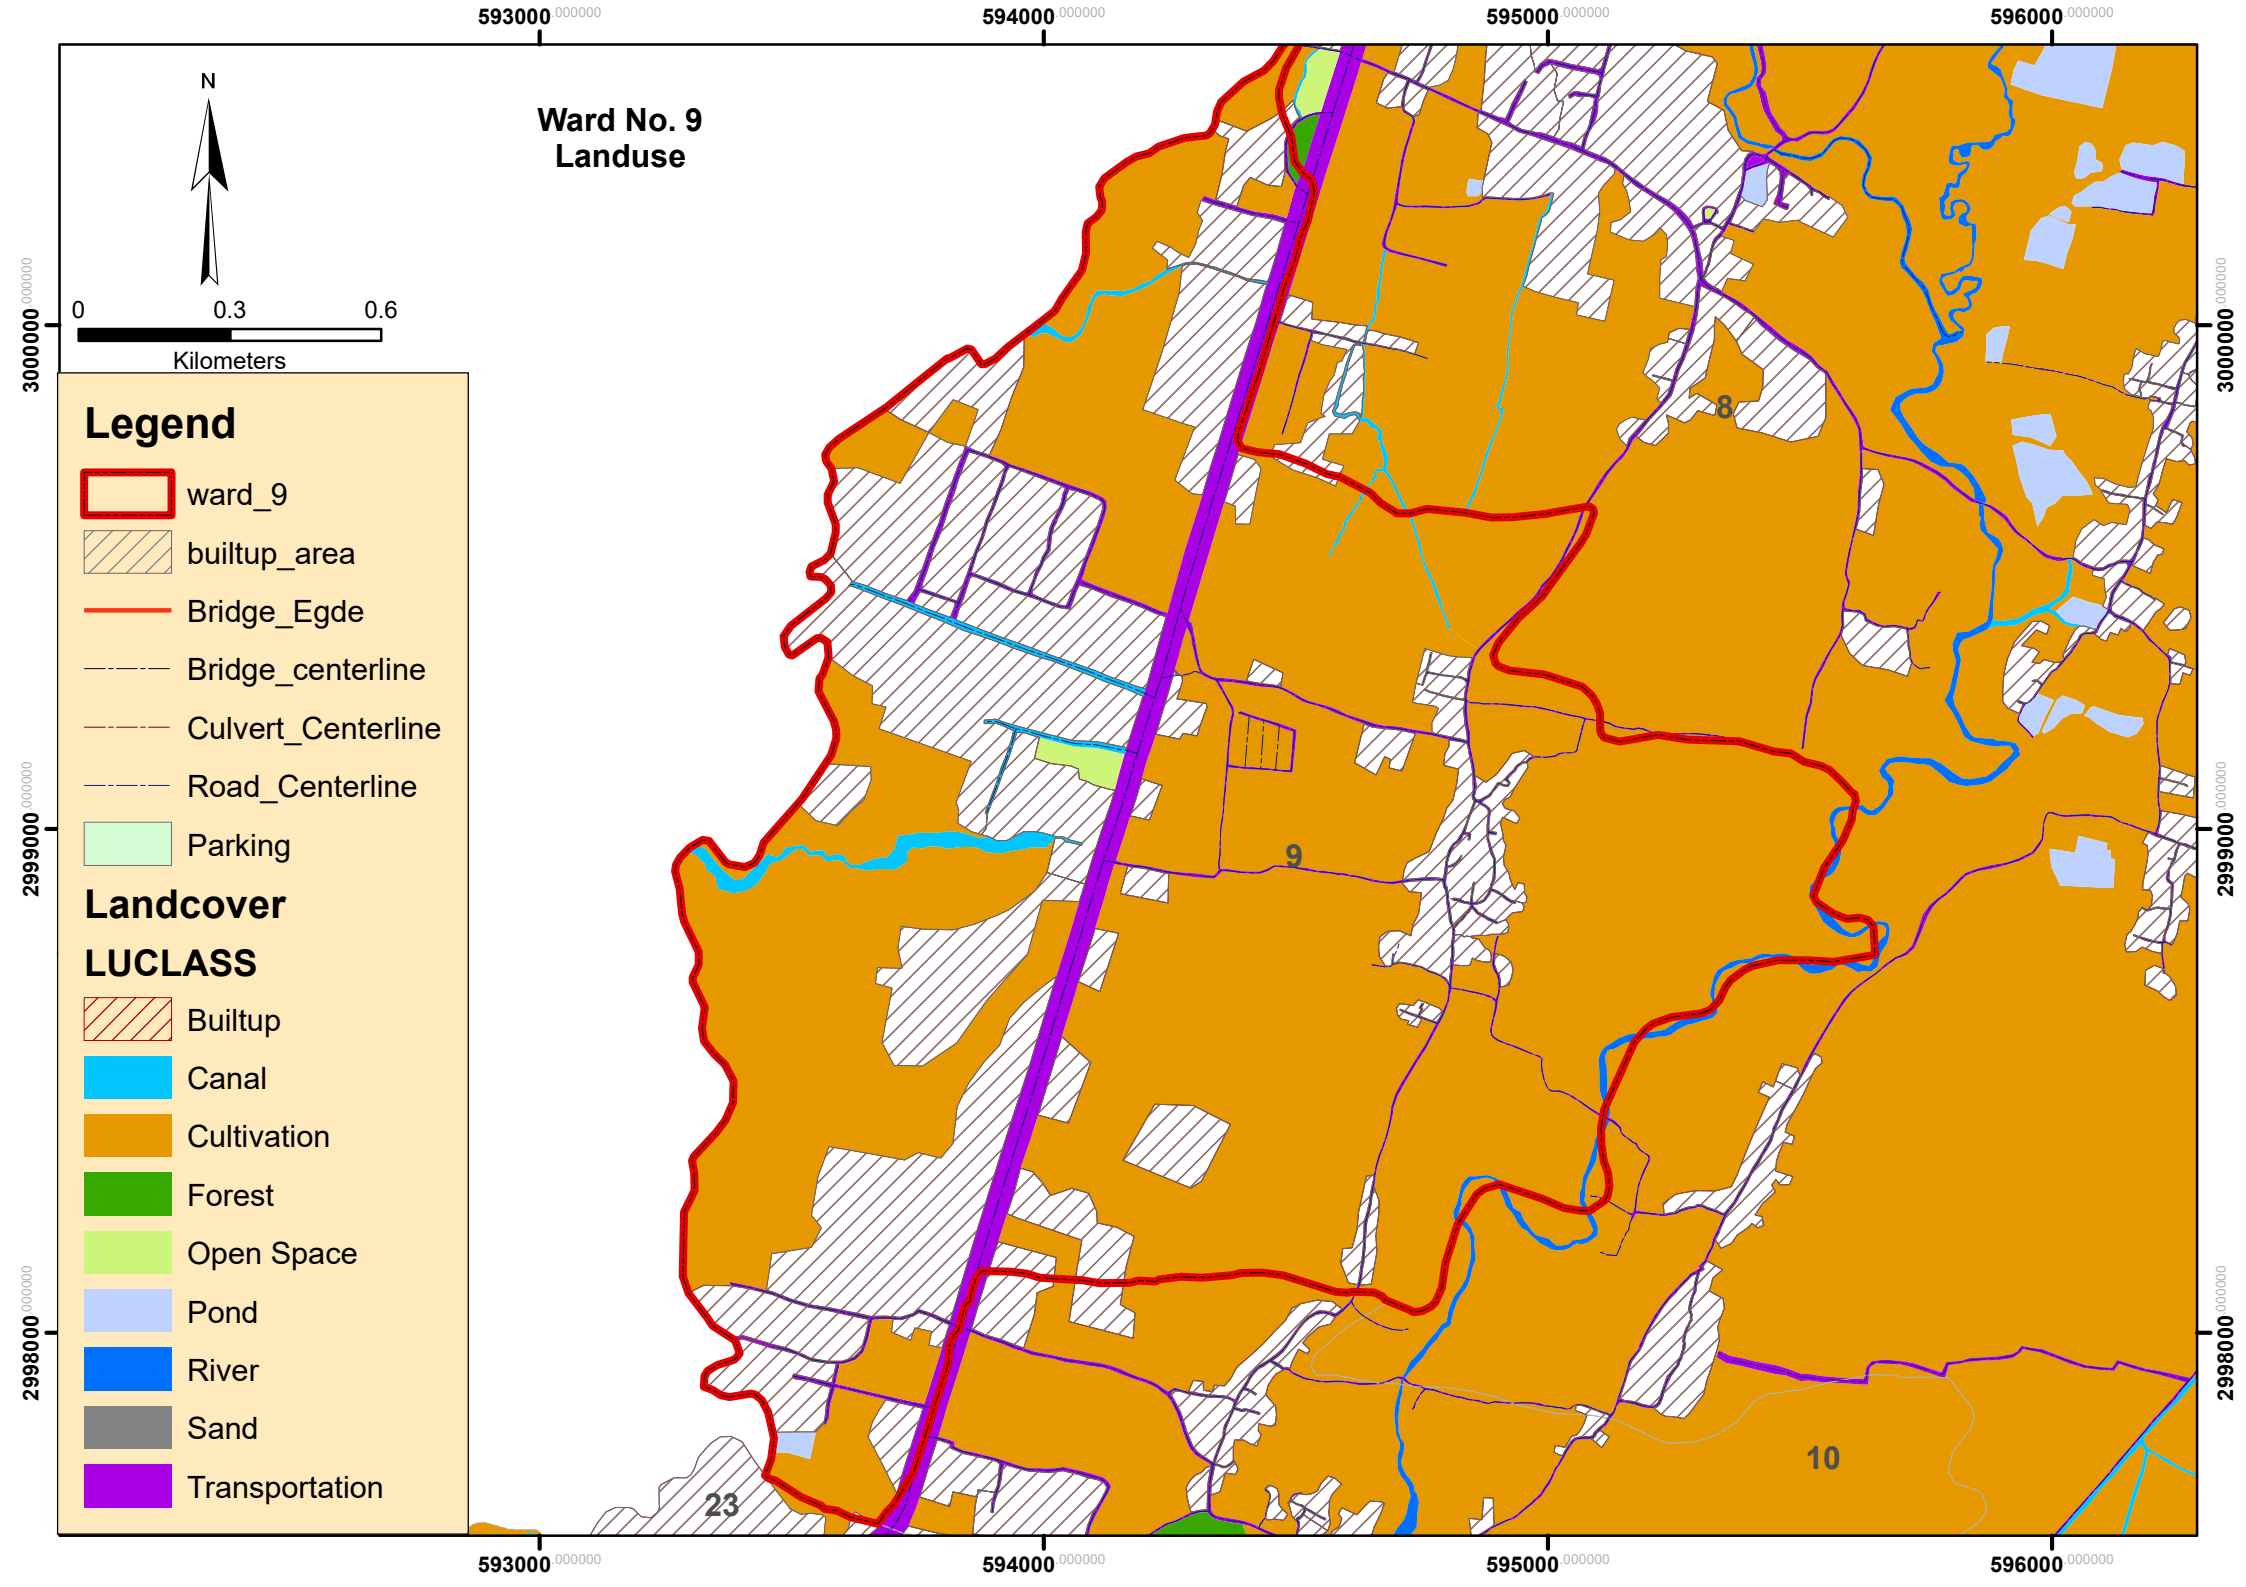 593000.000000 594000.000000 595000.000000 596000.000000
N
Ward No. 9
Landuse
0 0.3 0.6
Kilometers
3000000.000000
2999000.000000
2998000.000000
Legend
ward_9
builtup_area
Bridge_Egde
Bridge_centerline
Culvert_Centerline
Road_Centerline
Parking
Landcover
LUCLASS
Builtup
Canal
Cultivation
Forest
Open Space
Pond
River
Sand
Transportation
8
9
10
23
3000000.000000
2999000.000000
2998000.000000
593000.000000 594000.000000 595000.000000 596000.000000